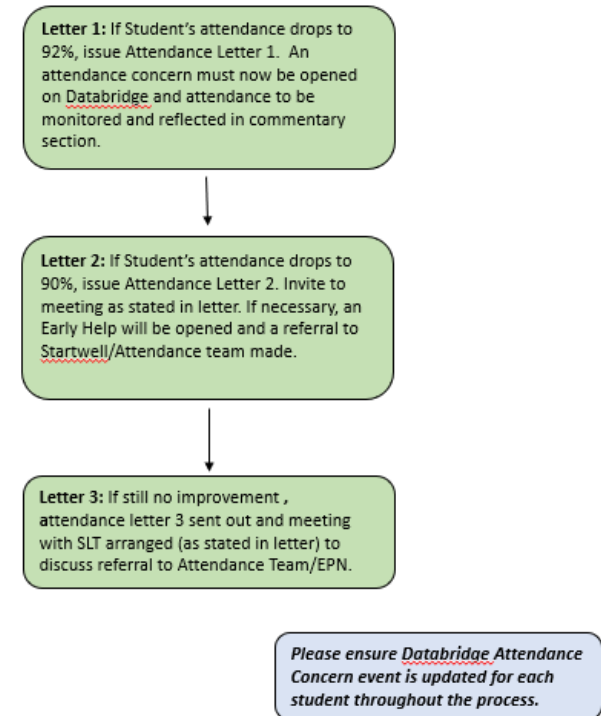 Letter 1: If Student’s attendance drops to
92%, issue Attendance Letter 1.  An
attendance concern must now be opened
on Databridge and attendance to be
monitored and reflected in commentary
section.
Letter 2: If Student’s attendance drops to
90%, issue Attendance Letter 2. Invite to
meeting as stated in letter. If necessary, an
Early Help will be opened and a referral to
Startwell/Attendance team made.
Letter 3: If still no improvement ,
attendance letter 3 sent out and meeting
with SLT arranged (as stated in letter) to
discuss referral to Attendance Team/EPN.
Please ensure Databridge Attendance
Concern event is updated for each
student throughout the process.